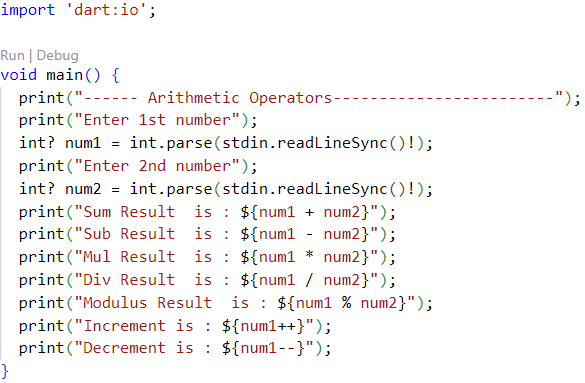 import 'dart:io';
Run | Debug
void main() {
  print("------ Arithmetic Operators------------------------");
  print("Enter 1st number");
  int? num1 = int.parse(stdin.readLineSync()!);
  print("Enter 2nd number");
  int? num2 = int.parse(stdin.readLineSync()!);
  print("Sum Result  is : ${num1 + num2}");
  print("Sub Result  is : ${num1 - num2}");
  print("Mul Result  is : ${num1 * num2}");
  print("Div Result  is : ${num1 / num2}");
  print("Modulus Result  is : ${num1 % num2}");
  print("Increment is : ${num1++}");
  print("Decrement is : ${num1--}");
}